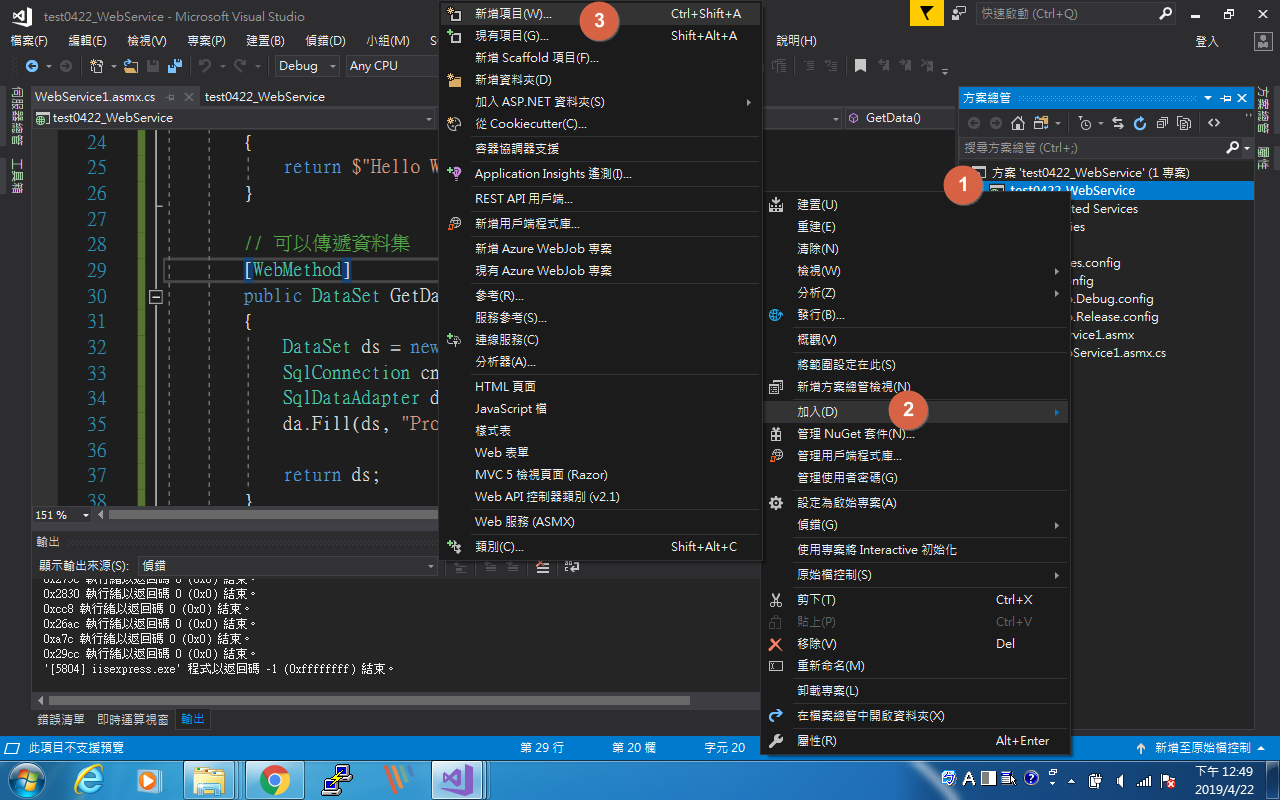 test0422_WebService - Microsoft Visual Studio
快速啟動 (Ctrl+Q)
檔案(F) 編輯(E) 檢視(V) 專案(P) 建置(B) 偵錯(D) 小組(M) 說明(H) 登入
Debug Any CPU
伺服器總管
工具箱
WebService1.asmx.cs test0422_WebService
test0422_WebService GetData()
24 {
25 return $"Hello W
26 }
27
28 // 可以傳遞資料集
29 [WebMethod]
30 public DataSet GetDa
31 {
32 DataSet ds = new
33 SqlConnection cn
34 SqlDataAdapter d
35 da.Fill(ds, "Pro
36
37 return ds;
38 }
151 %
輸出
顯示輸出來源(S): 偵錯
0x2830 執行緒以返回碼 0 (0x0) 結束。
0xcc8 執行緒以返回碼 0 (0x0) 結束。
0x26ac 執行緒以返回碼 0 (0x0) 結束。
0xa7c 執行緒以返回碼 0 (0x0) 結束。
0x29cc 執行緒以返回碼 0 (0x0) 結束。
'[5804] iisexpress.exe' 程式以返回碼 -1 (0xffffffff) 結束。
錯誤清單 即時運算視窗 輸出
新增項目(W)... 3 Ctrl+Shift+A
現有項目(G)... Shift+Alt+A
新增 Scaffold 項目(F)...
新增資料夾(D)
加入 ASP.NET 資料夾(S)
從 Cookiecutter(C)...
容器協調器支援
Application Insights 遙測(I)...
REST API 用戶端...
新增用戶端程式庫...
新增 Azure WebJob 專案
現有 Azure WebJob 專案
參考(R)...
服務參考(S)...
連線服務(C)
分析器(A)...
HTML 頁面
JavaScript 檔
樣式表
Web 表單
MVC 5 檢視頁面 (Razor)
Web API 控制器類別 (v2.1)
Web 服務 (ASMX)
類別(C)... Shift+Alt+C
方案總管
搜尋方案總管 (Ctrl+;)
方案 'test0422_WebService' (1 專案)
1 test0422_WebService
ted Services
ies
es.config
nfig
.Debug.config
.Release.config
rvice1.asmx
bService1.asmx.cs
方案總管
屬性
建置(U)
重建(E)
清除(N)
檢視(W)
分析(Z)
發行(B)...
概觀(V)
將範圍設定在此(S)
新增方案總管檢視(N)
加入(D) 2
管理 NuGet 套件(N)...
管理用戶端程式庫...
管理使用者密碼(G)
設定為啟始專案(A)
偵錯(G)
使用專案將 Interactive 初始化
原始檔控制(S)
剪下(T) Ctrl+X
貼上(P) Ctrl+V
移除(V) Del
重新命名(M)
卸載專案(L)
在檔案總管中開啟資料夾(X)
屬性(R) Alt+Enter
此項目不支援預覽 第 29 行 第 20 欄 字元 20 新增至原始檔控制
下午 12:49
2019/4/22